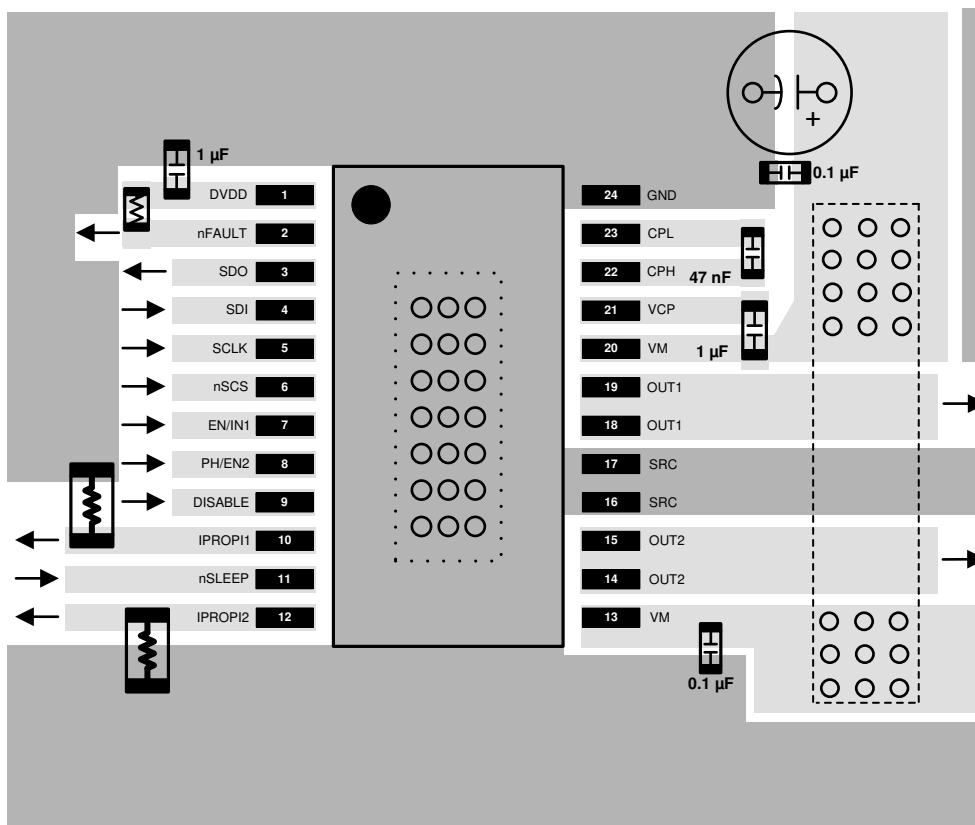 1 µF
+
0.1 µF
DVDD 1
nFAULT 2
SDO 3
SDI 4
SCLK 5
nSCS 6
EN/IN1 7
PH/EN2 8
DISABLE 9
IPROPI1 10
nSLEEP 11
IPROPI2 12
24 GND
23 CPL
22 CPH
47 nF
21 VCP
20 VM
1 µF
19 OUT1
18 OUT1
17 SRC
16 SRC
15 OUT2
14 OUT2
13 VM
0.1 µF